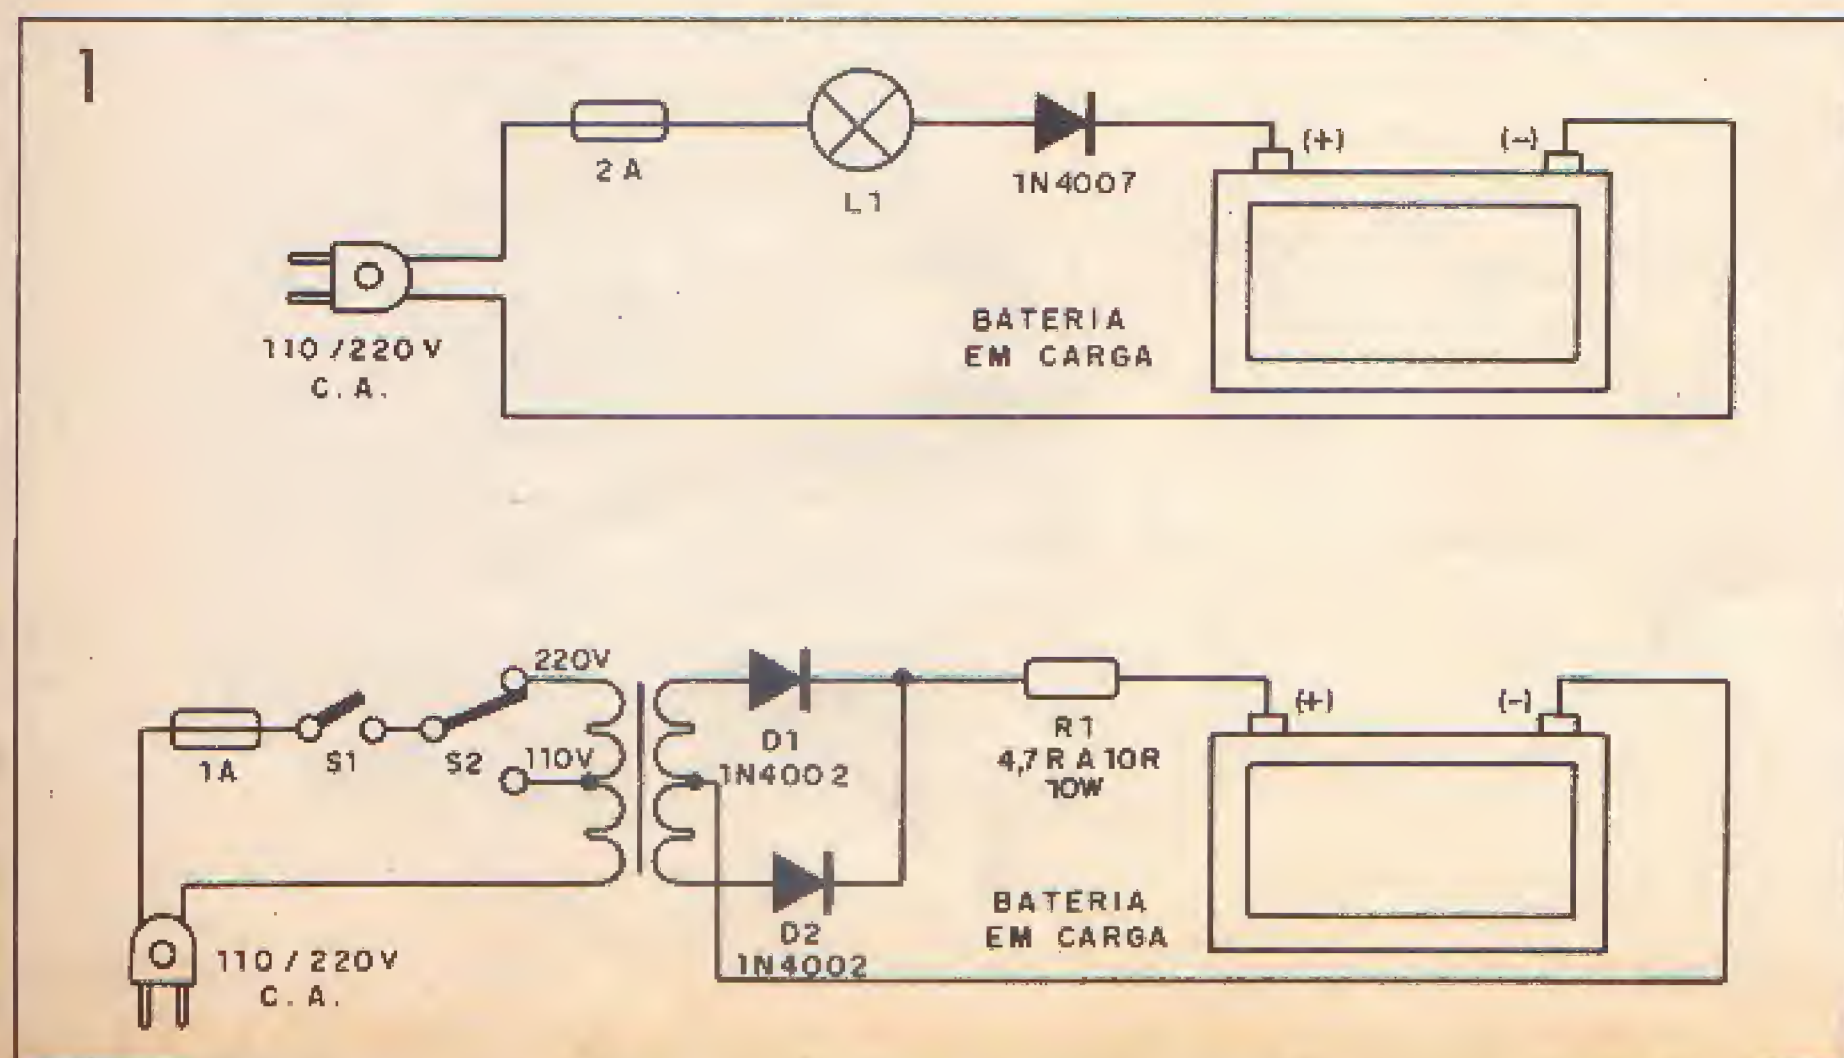 1
2 A
L1
1N4007
(+)
(-)
110/220V
C.A.
BATERIA
EM CARGA
220V
1A
S1
S2
110V
D1
1N4002
R1
4,7R A 10R
10W
(+)
(-)
D2
1N4002
BATERIA
EM CARGA
110/220V
C.A.